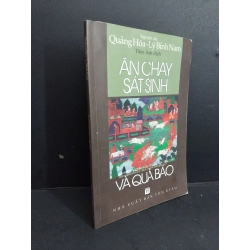 Quảng Hóa - Lý Bỉnh Nam
ĂN CHAY
SÁT SINH
VÀ QUẢ BÁO
NHÀ XUẤT BẢN TÔN GIÁO